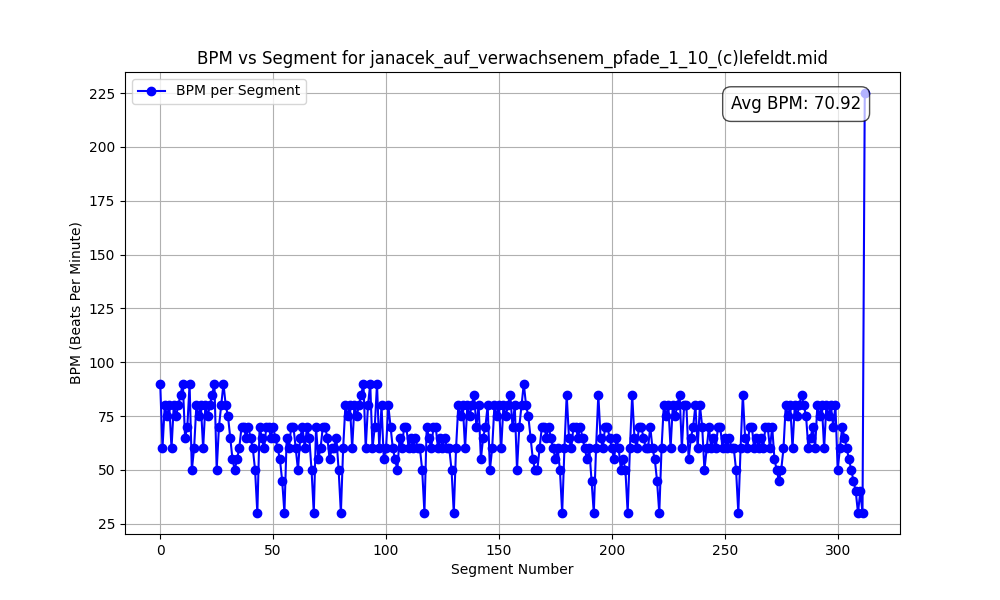 BPM vs Segment for janacek_auf_verwachsenem_pfade_1_10_(c)lefeldt.mid
BPM per Segment
Avg BPM: 70.92
225
200
175
150
125
100
75
50
25
BPM (Beats Per Minute)
0 50 100 150 200 250 300
Segment Number